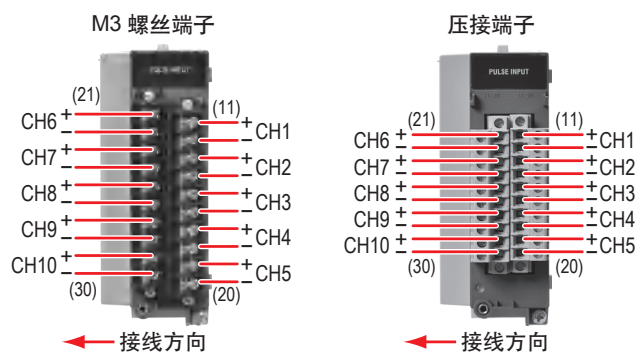 M3 螺丝端子
PULSE INPUT
(21)
(11)
CH6 + −
+ − CH1
CH7 + −
+ − CH2
CH8 + −
+ − CH3
CH9 + −
+ − CH4
CH10 + −
+ − CH5
(30)
(20)
接线方向
压接端子
PULSE INPUT
(21)
(11)
CH6 + −
+ − CH1
CH7 + −
+ − CH2
CH8 + −
+ − CH3
CH9 + −
+ − CH4
CH10 + −
+ − CH5
(30)
(20)
接线方向